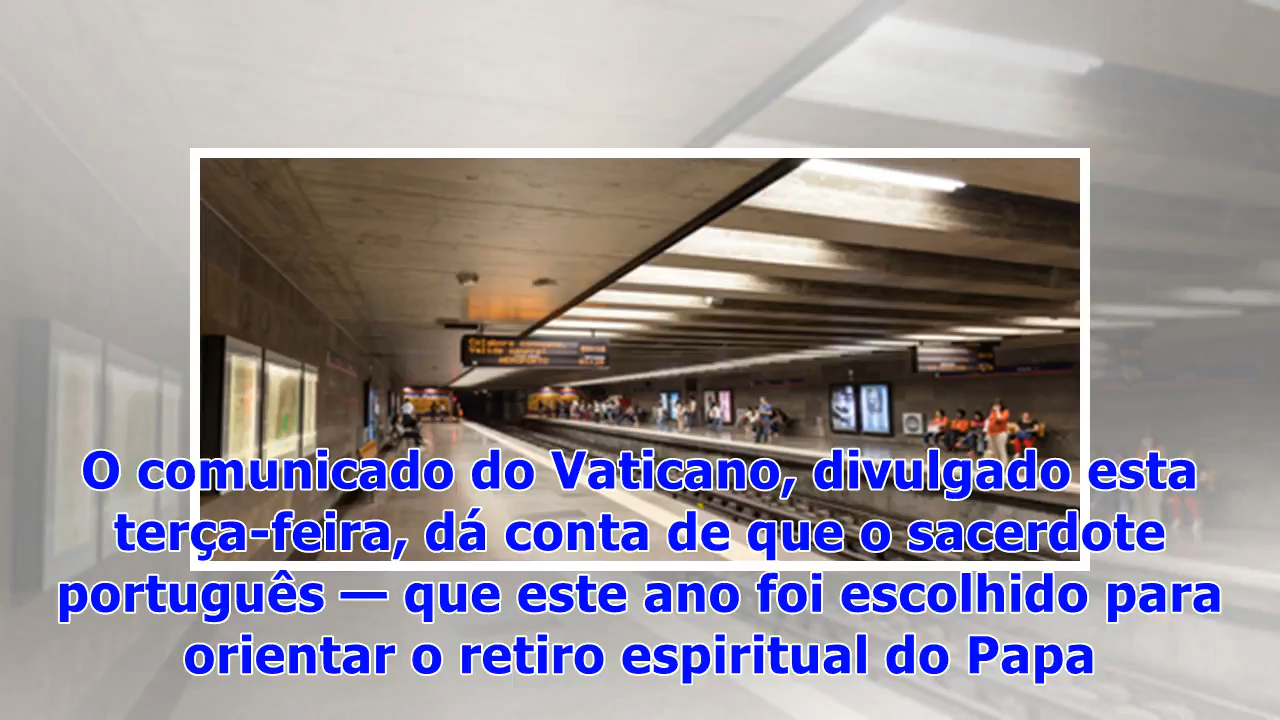 AEROPORTO
O comunicado do Vaticano, divulgado esta
terça-feira, dá conta de que o sacerdote
português — que este ano foi escolhido para
orientar o retiro espiritual do Papa